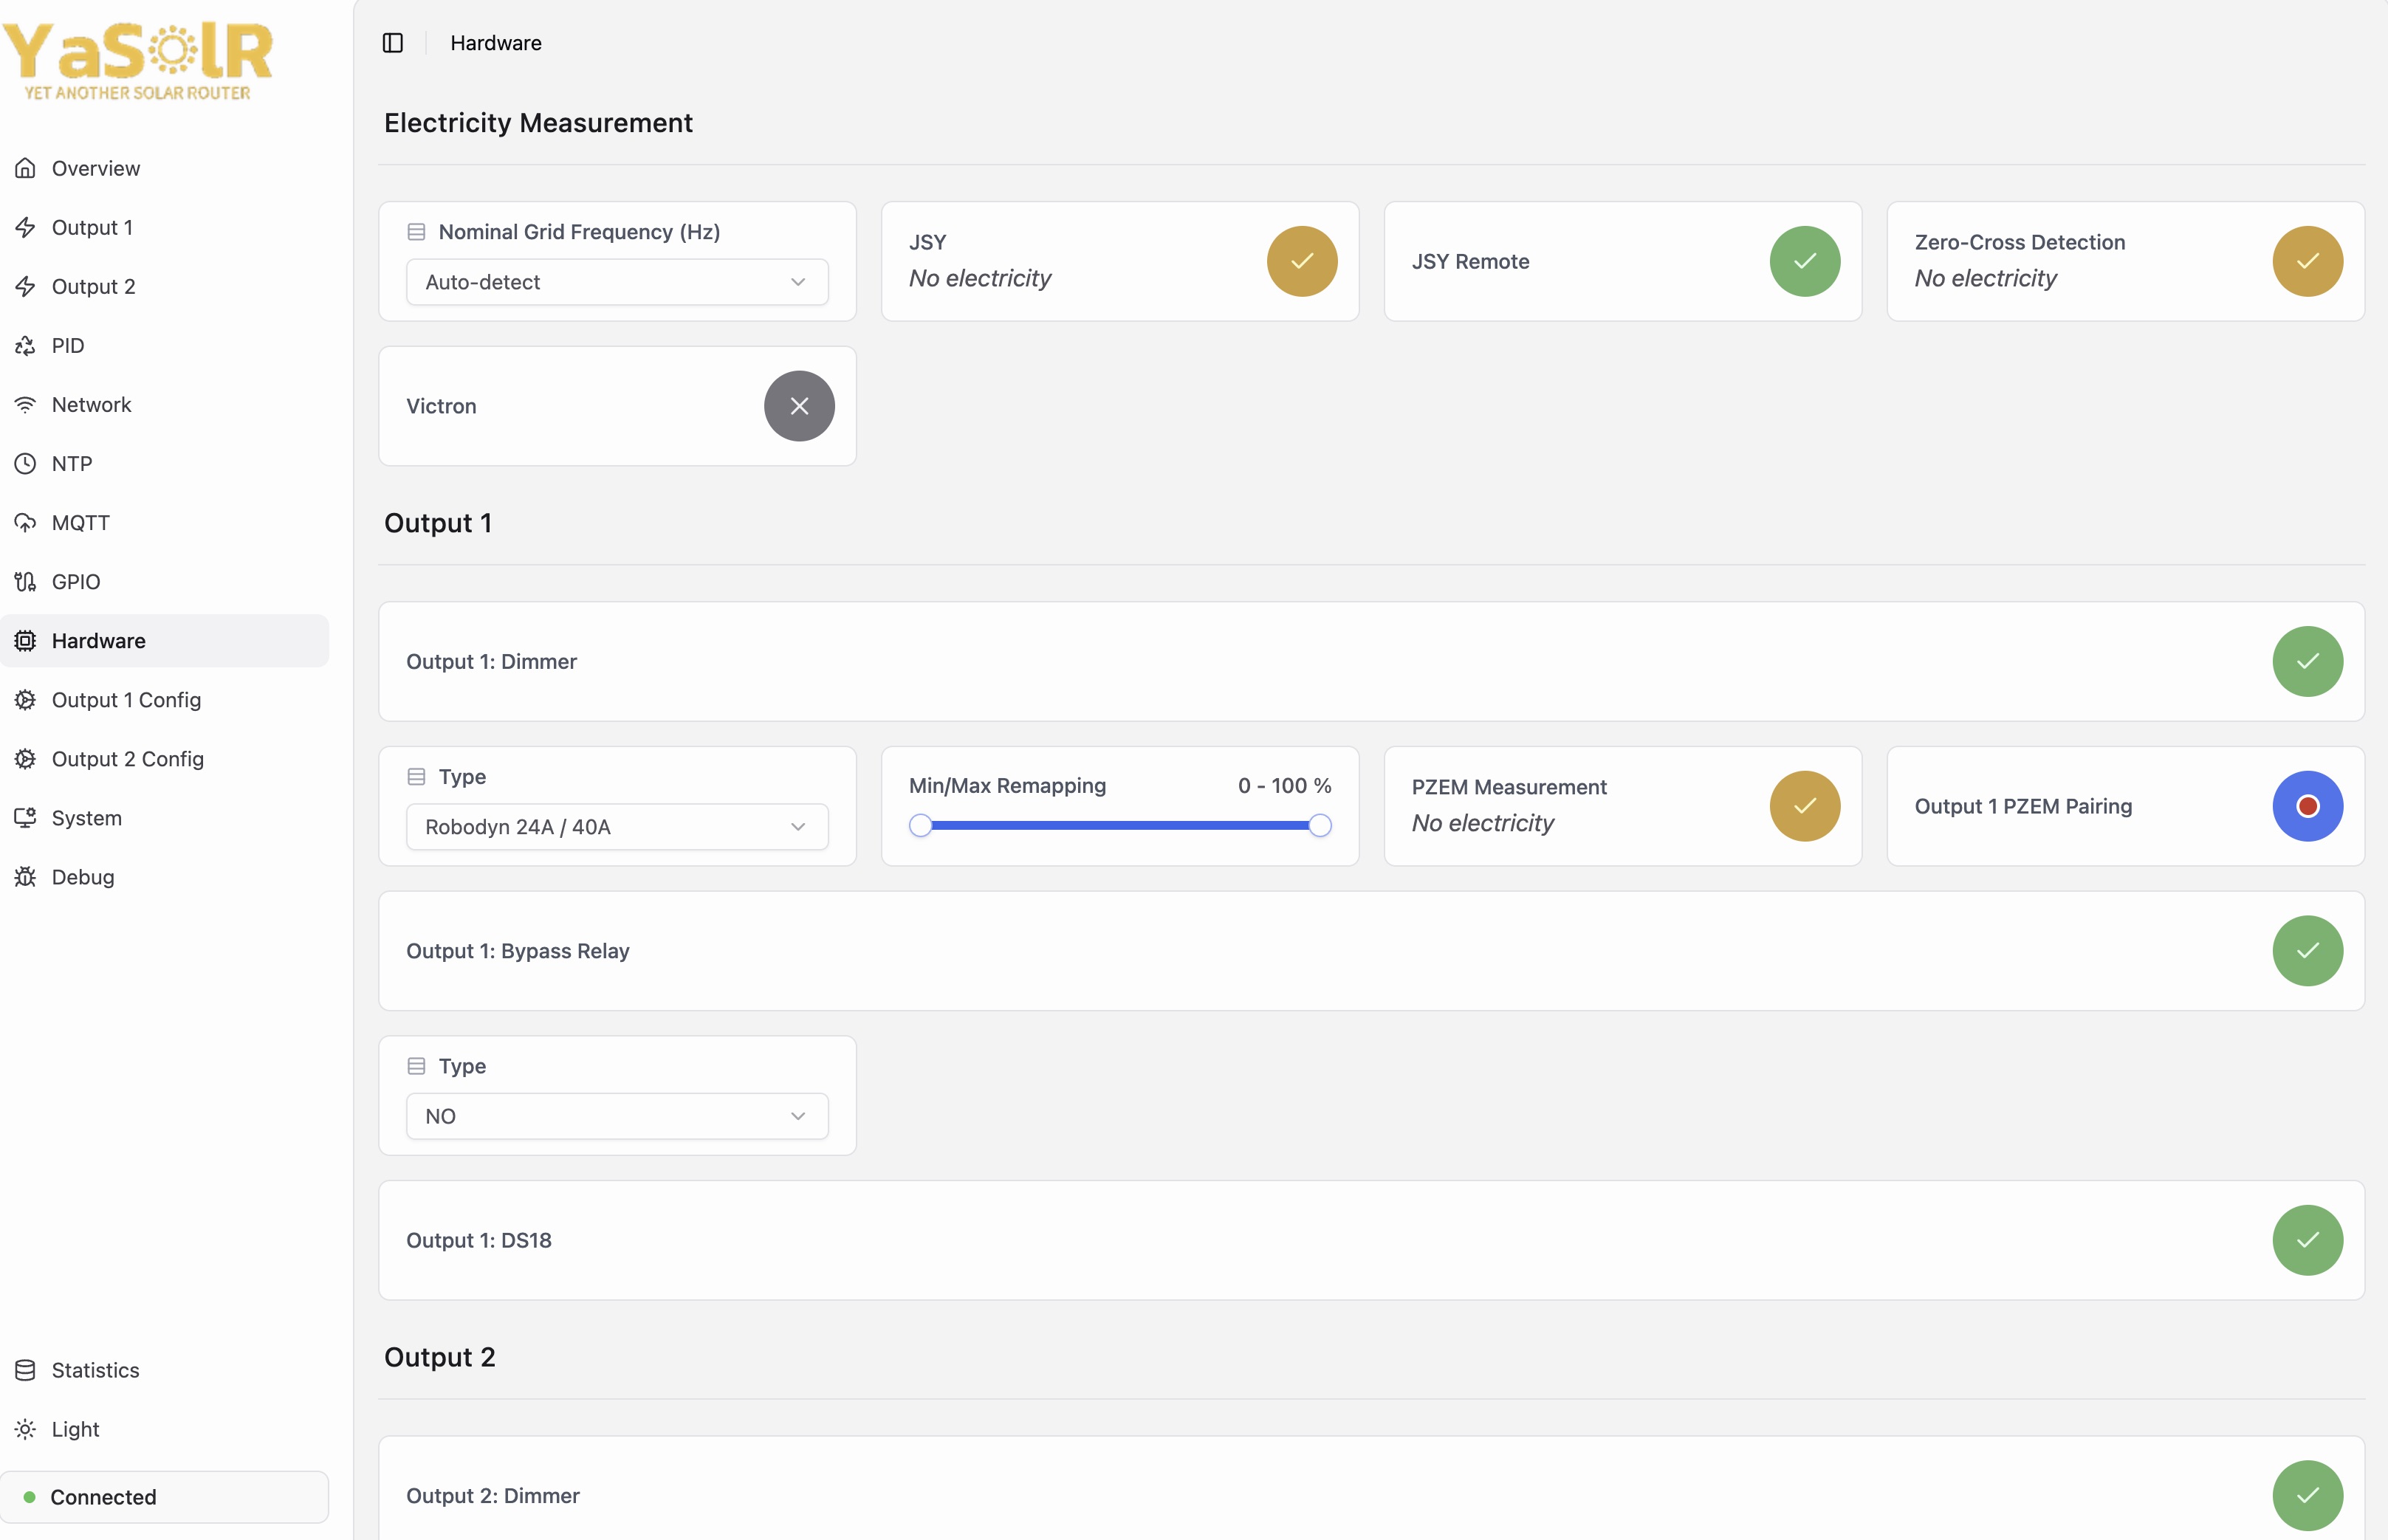 YaSolR
YET ANOTHER SOLAR ROUTER
Overview
Output 1
Output 2
PID
Network
NTP
MQTT
GPIO
Hardware
Output 1 Config
Output 2 Config
System
Debug
Statistics
Light
Connected
Hardware
Electricity Measurement
Nominal Grid Frequency (Hz)
Auto-detect
JSY
No electricity
JSY Remote
Zero-Cross Detection
No electricity
Victron
Output 1
Output 1: Dimmer
Type
Robodyn 24A / 40A
Min/Max Remapping 0 - 100 %
PZEM Measurement
No electricity
Output 1 PZEM Pairing
Output 1: Bypass Relay
Type
NO
Output 1: DS18
Output 2
Output 2: Dimmer